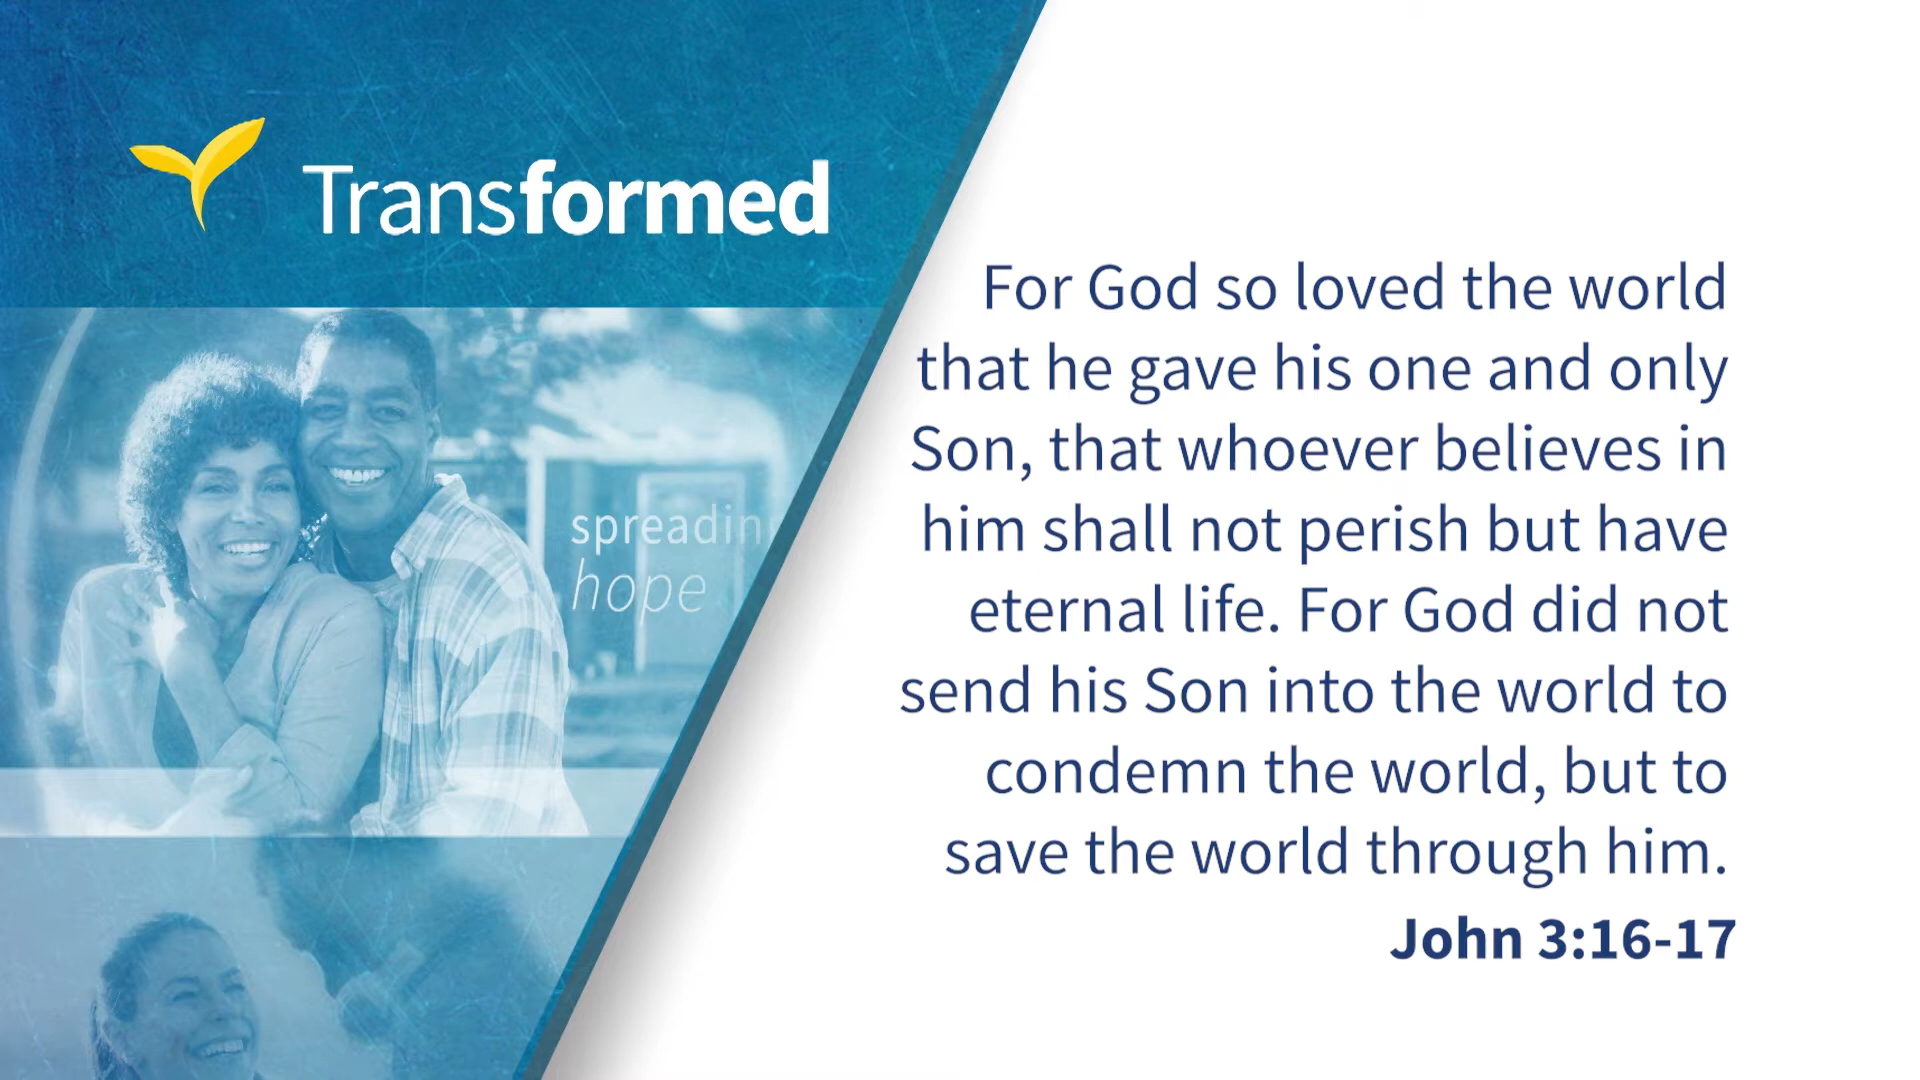 Transformed
spreadin
hope
For God so loved the world
that he gave his one and only
Son, that whoever believes in
him shall not perish but have
eternal life. For God did not
send his Son into the world to
condemn the world, but to
save the world through him.
John 3:16-17